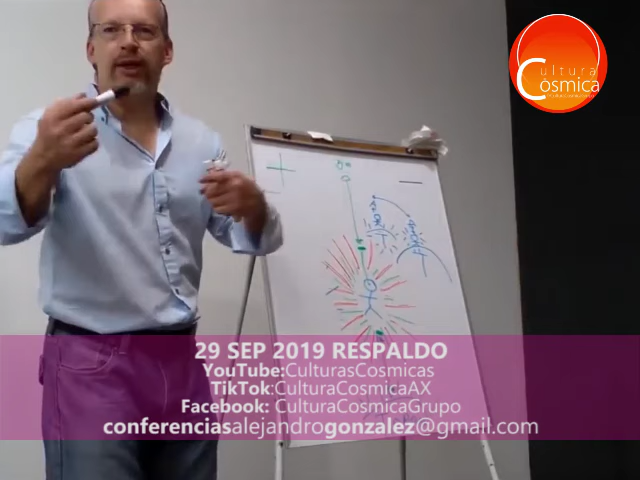 Cultura
Cósmica
29 SEP 2019 RESPALDO
YouTube:CulturasCosmicas
TikTok:CulturaCosmicaAX
Facebook: CulturaCosmicaGrupo
conferenciasalejandrogonzalez@gmail.com